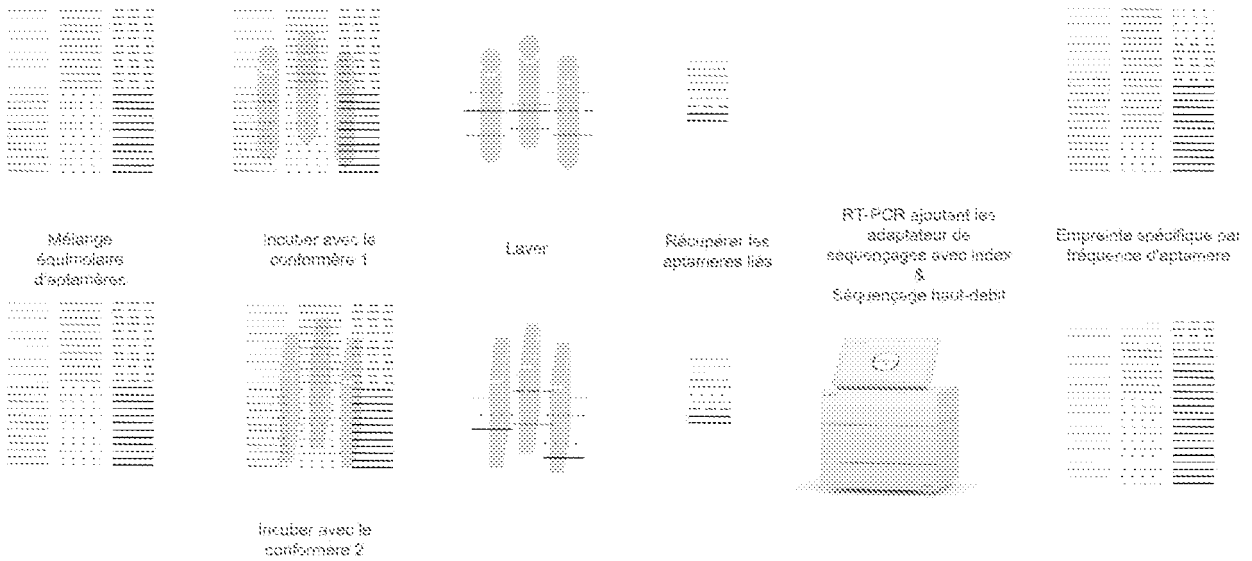 Mélange
équimolaire
d'aptamères
Incuber avec le
conformère 1
Laver
Récupérer les
aptamères liés
RT-PCR ajoutant les
adaptateur de
séquençages avec index
&
Séquençage haut-débit
Empreinte spécifique par
fréquence d'aptamère
Incuber avec le
conformère 2